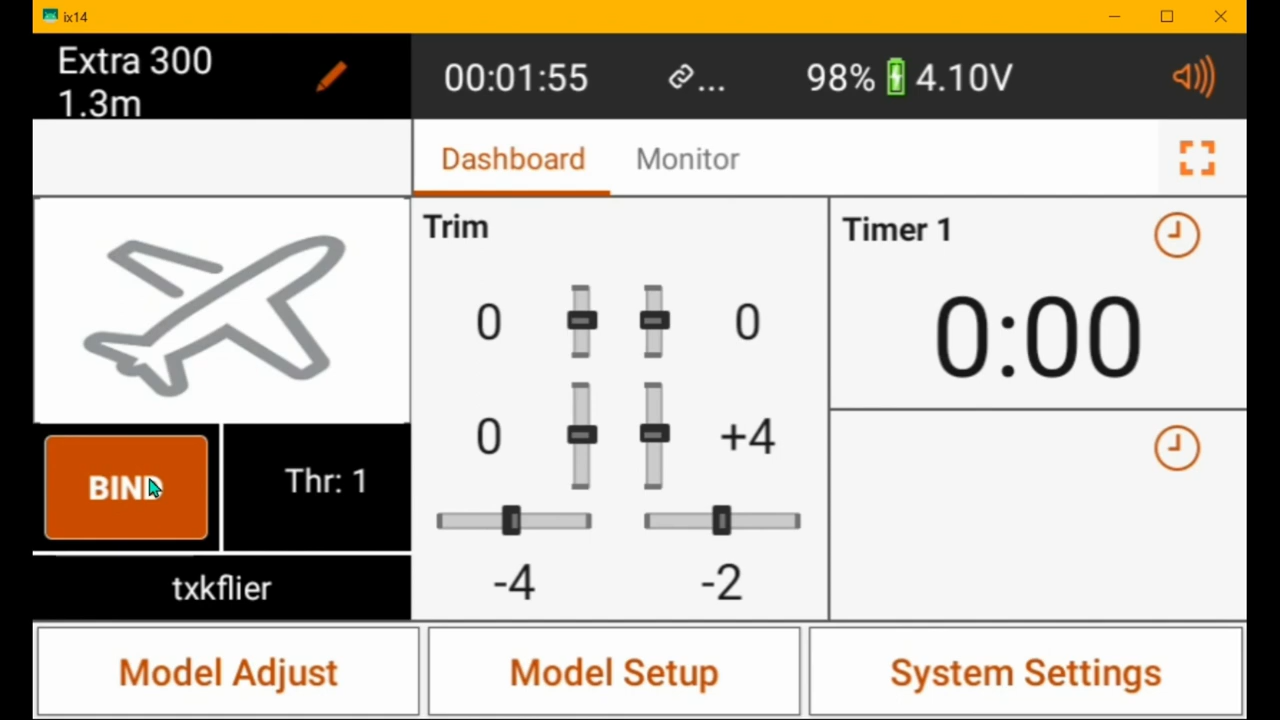 ix14
Extra 300
1.3m
00:01:55
...
98%
4.10V
Dashboard
Monitor
Trim
0
0
0
+4
-4
-2
Timer 1
0:00
BIND
Thr: 1
txkflier
Model Adjust
Model Setup
System Settings